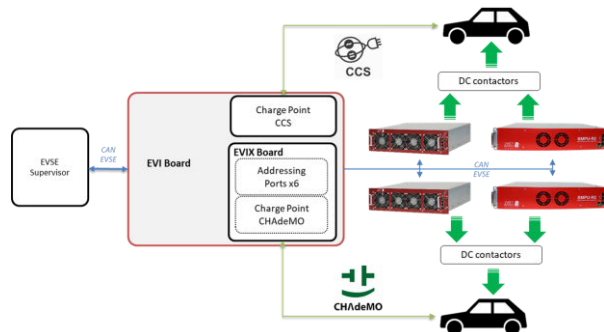 CCS
DC contactors
Charge Point
CCS
EVI Board
EVIX Board
Addressing
Ports x6
Charge Point
CHAdeMO
EVSE
Supervisor
CAN
EVSE
CAN
EVSE
DC contactors
CHAdeMO